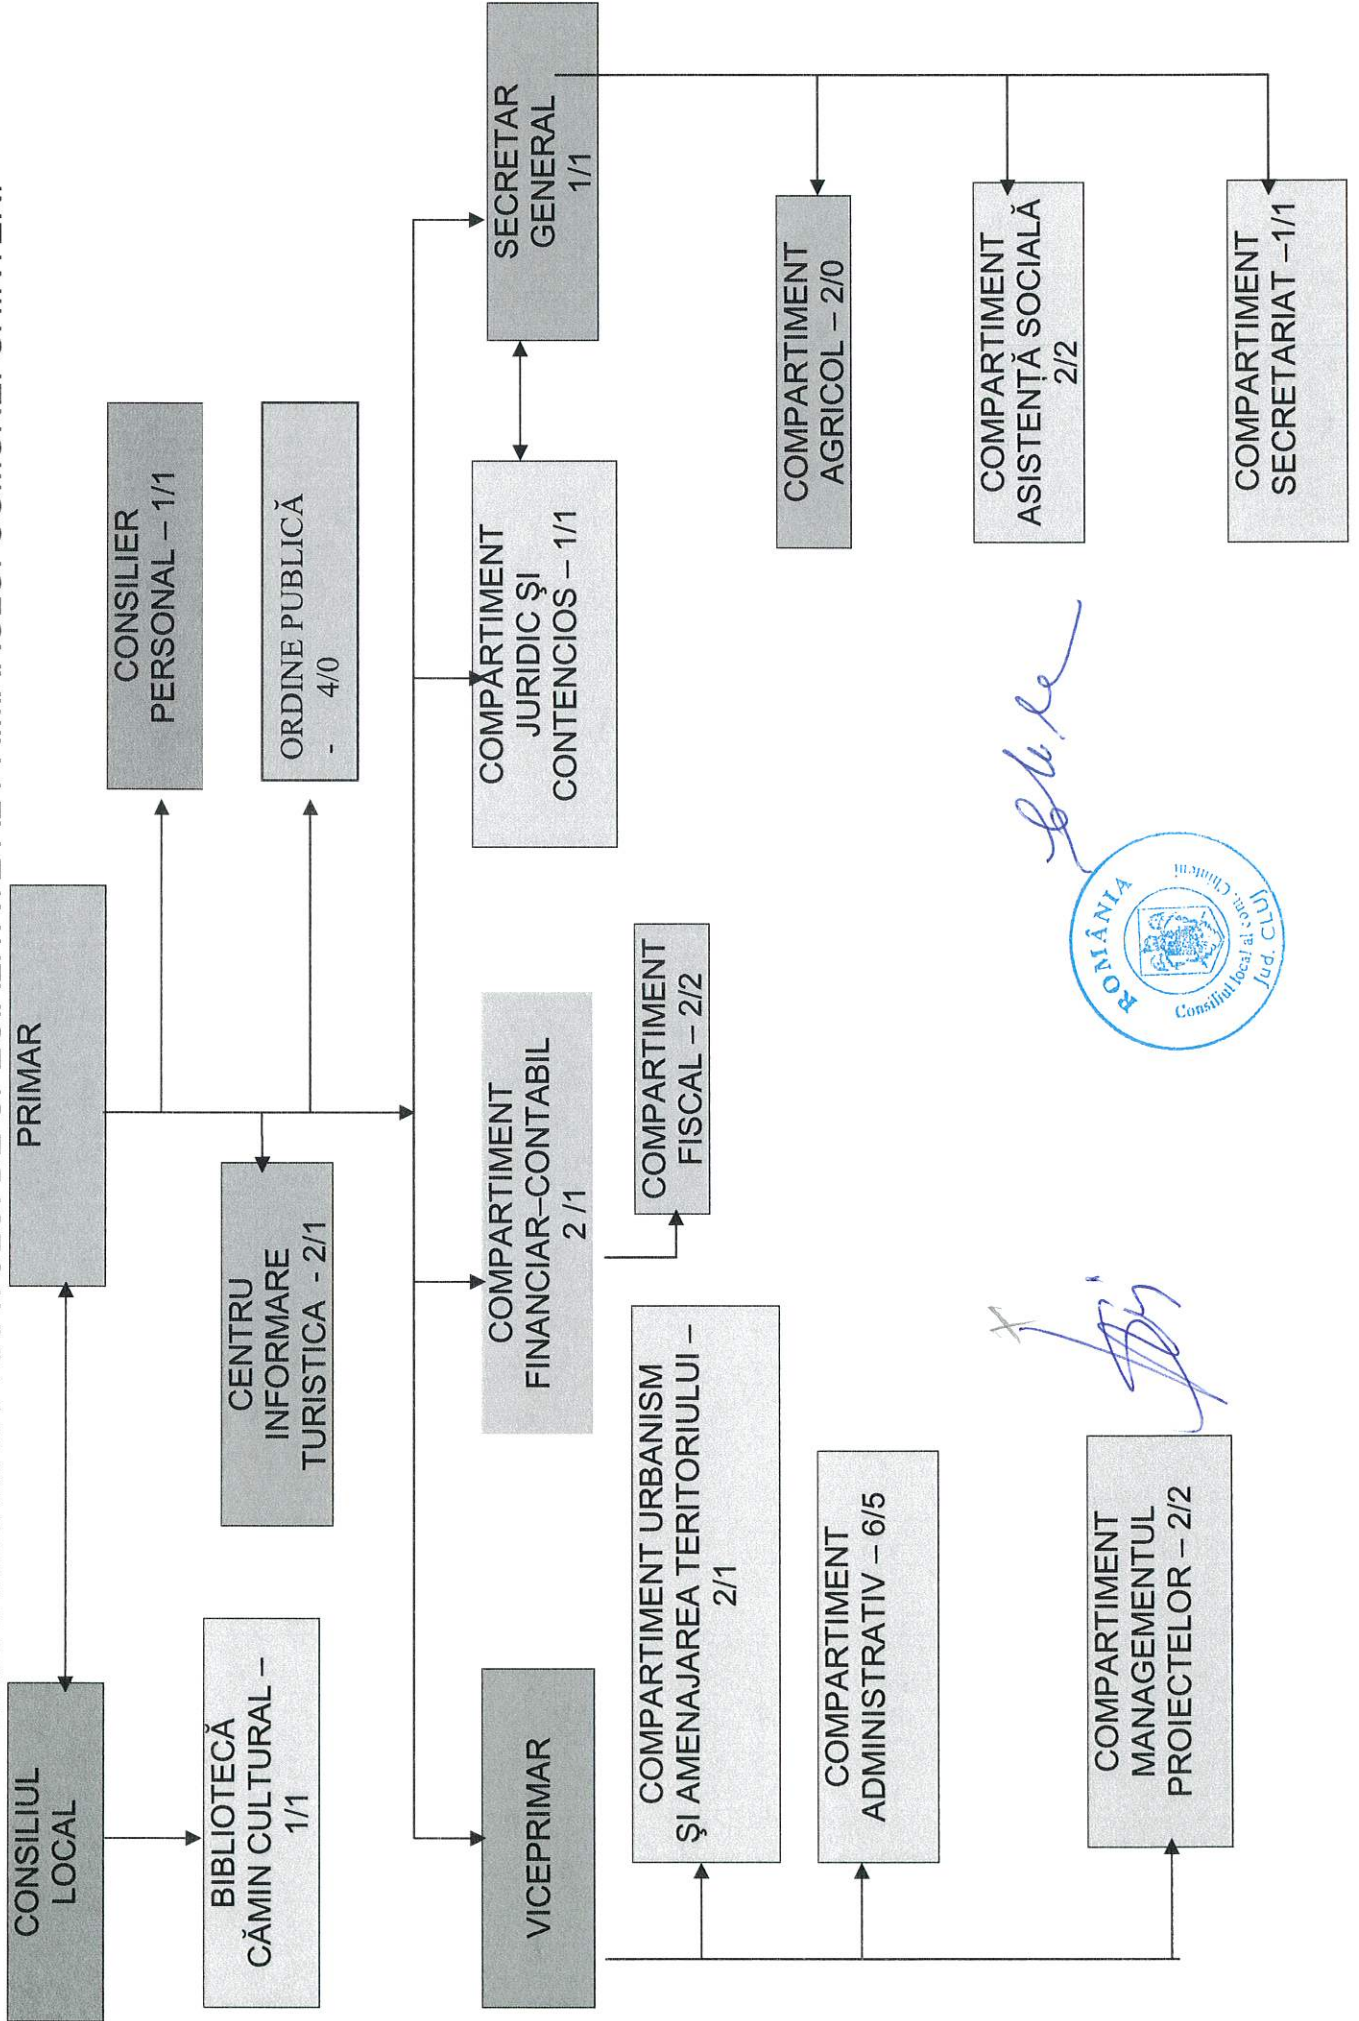 CONSILIUL
LOCAL
PRIMAR
BIBLIOTECĂ
CĂMIN CULTURAL –
1/1
CENTRU
INFORMARE
TURISTICA - 2/1
CONSILIER
PERSONAL – 1/1
ORDINE PUBLICĂ
- 4/0
VICEPRIMAR
COMPARTIMENT
FINANCIAR–CONTABIL
2 /1
COMPARTIMENT
JURIDIC ŞI
CONTENCIOS – 1/1
SECRETAR
GENERAL
1/1
COMPARTIMENT URBANISM
ŞI AMENAJAREA TERITORIULUI –
2/1
COMPARTIMENT
FISCAL – 2/2
COMPARTIMENT
ADMINISTRATIV – 6/5
COMPARTIMENT
AGRICOL – 2/0
COMPARTIMENT
ASISTENȚĂ SOCIALĂ
2/2
COMPARTIMENT
MANAGEMENTUL
PROIECTELOR – 2/2
COMPARTIMENT
SECRETARIAT –1/1
ROMÂNIA
Consiliul local al com. Chinteni
Jud. CLUJ